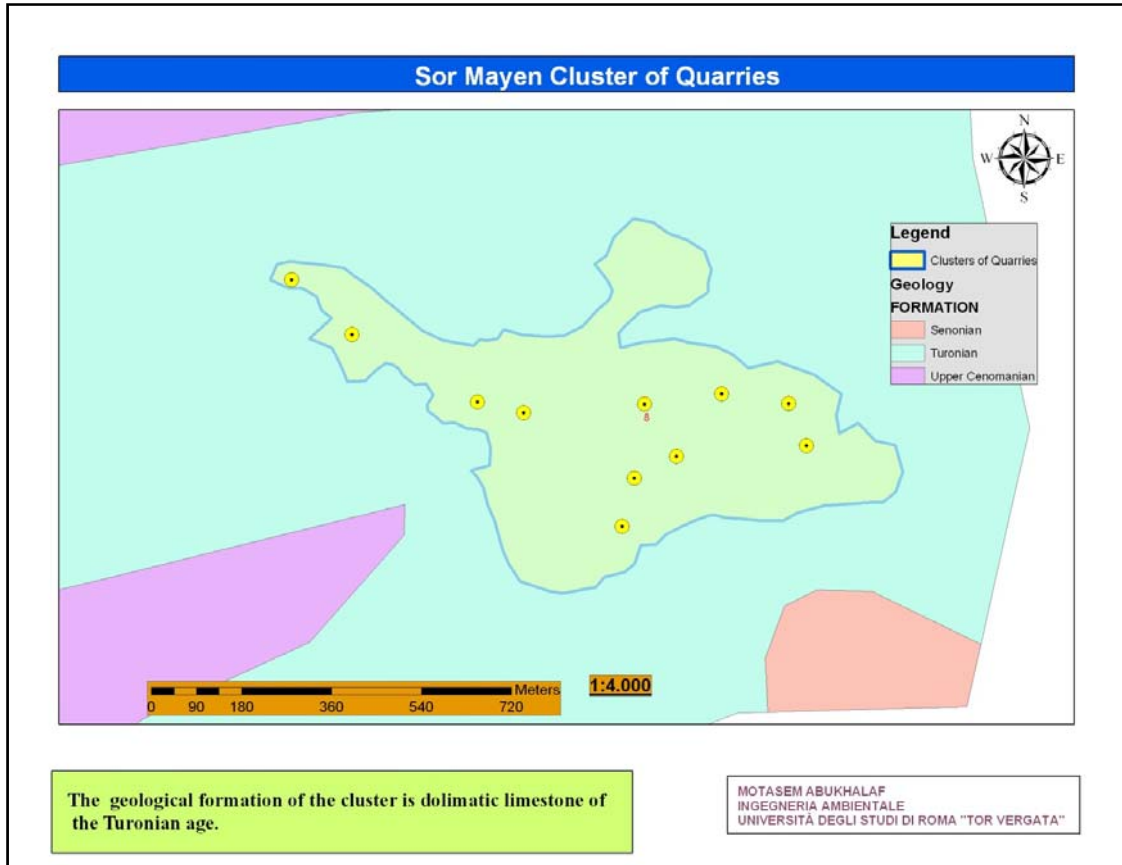 Sor Mayen Cluster of Quarries
N
W E
S
Legend
Clusters of Quarries
Geology
FORMATION
Senonian
Turonian
Upper Cenomanian
8
Meters
0 90 180 360 540 720
1:4.000
The geological formation of the cluster is dolimatic limestone of
the Turonian age.
MOTASEM ABUKHALAF
INGEGNERIA AMBIENTALE
UNIVERSITÀ DEGLI STUDI DI ROMA "TOR VERGATA"